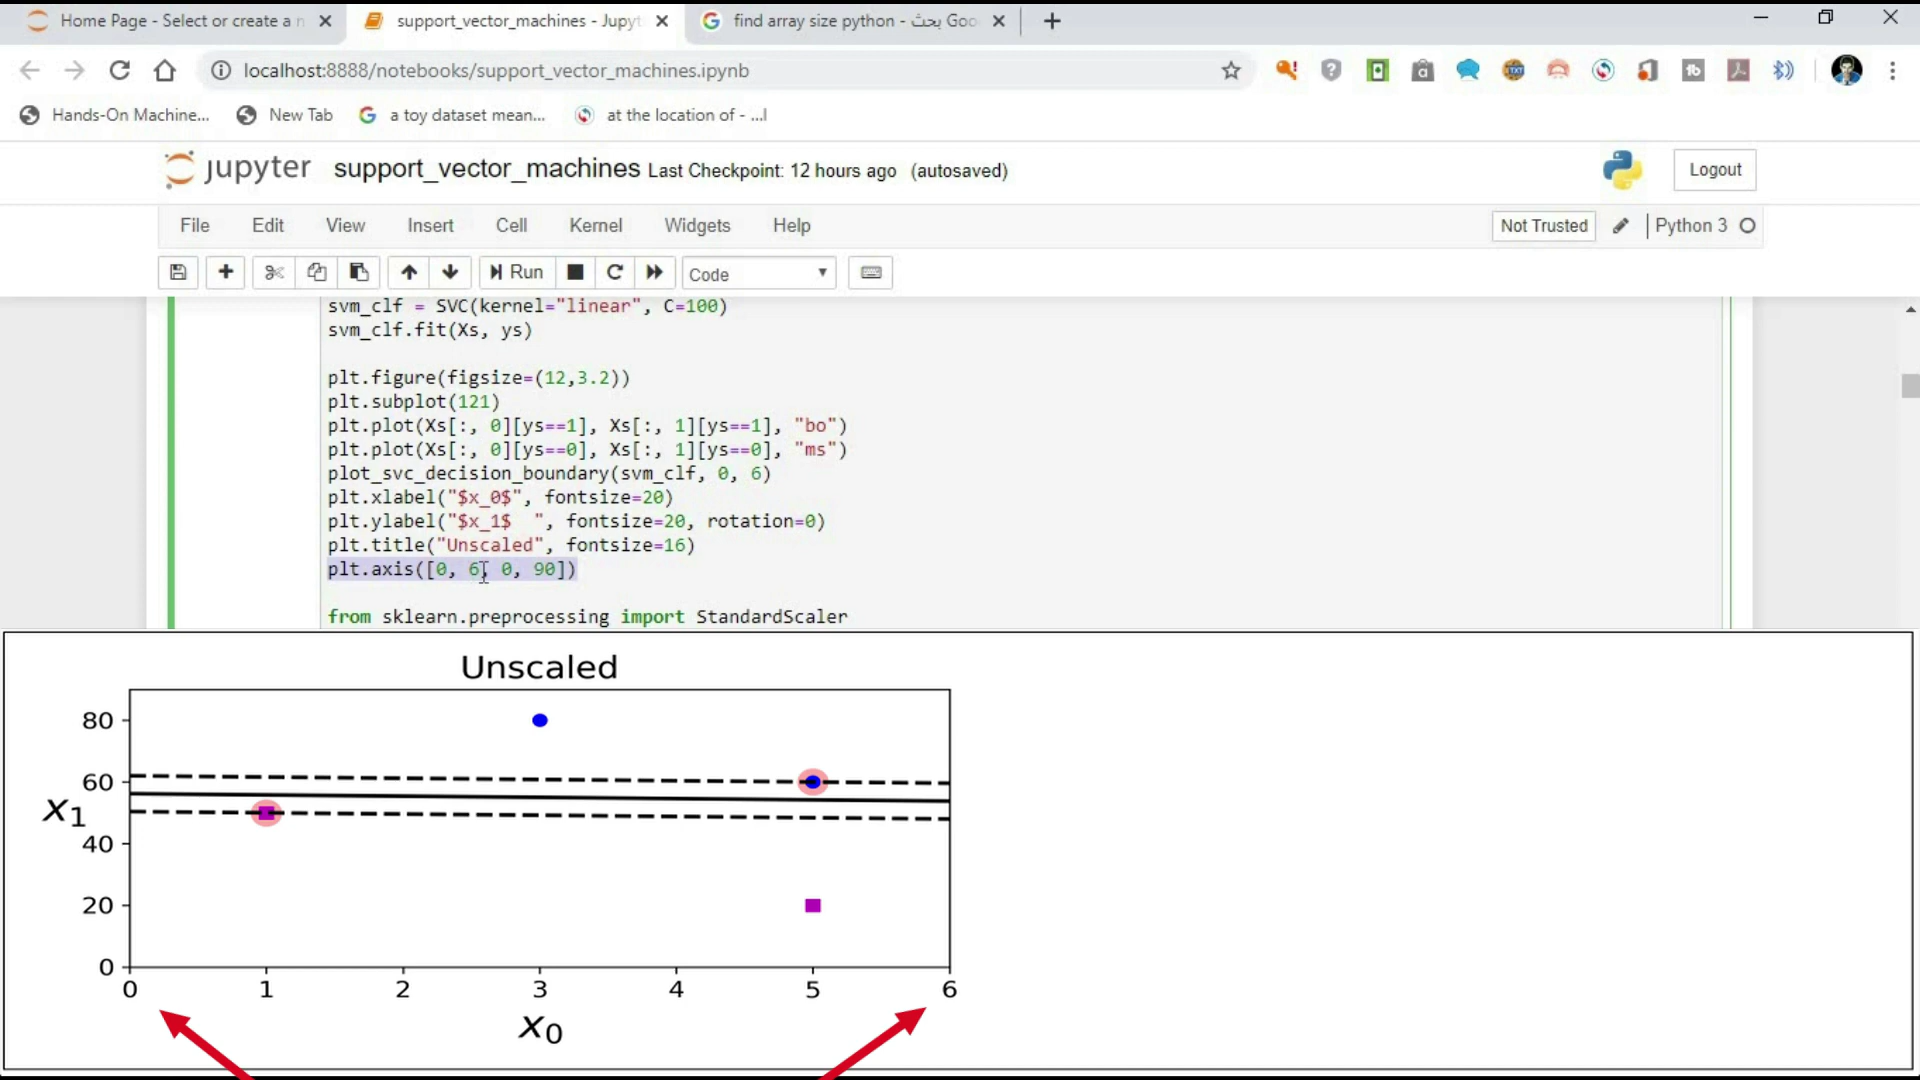 Home Page - Select or create a n
support_vector_machines - Jupyt
find array size python - بحث Goo
localhost:8888/notebooks/support_vector_machines.ipynb
Hands-On Machine...
New Tab
a toy dataset mean...
at the location of - ...l
jupyter
support_vector_machines Last Checkpoint: 12 hours ago (autosaved)
Logout
File Edit View Insert Cell Kernel Widgets Help
Not Trusted
Python 3
Run
Code
svm_clf = SVC(kernel="linear", C=100)
svm_clf.fit(Xs, ys)
plt.figure(figsize=(12,3.2))
plt.subplot(121)
plt.plot(Xs[:, 0][ys==1], Xs[:, 1][ys==1], "bo")
plt.plot(Xs[:, 0][ys==0], Xs[:, 1][ys==0], "ms")
plot_svc_decision_boundary(svm_clf, 0, 6)
plt.xlabel("$x_0$", fontsize=20)
plt.ylabel("$x_1$  ", fontsize=20, rotation=0)
plt.title("Unscaled", fontsize=16)
plt.axis([0, 6, 0, 90])
from sklearn.preprocessing import StandardScaler
Unscaled
80
60
x1
40
20
0
0 1 2 3 4 5 6
x0